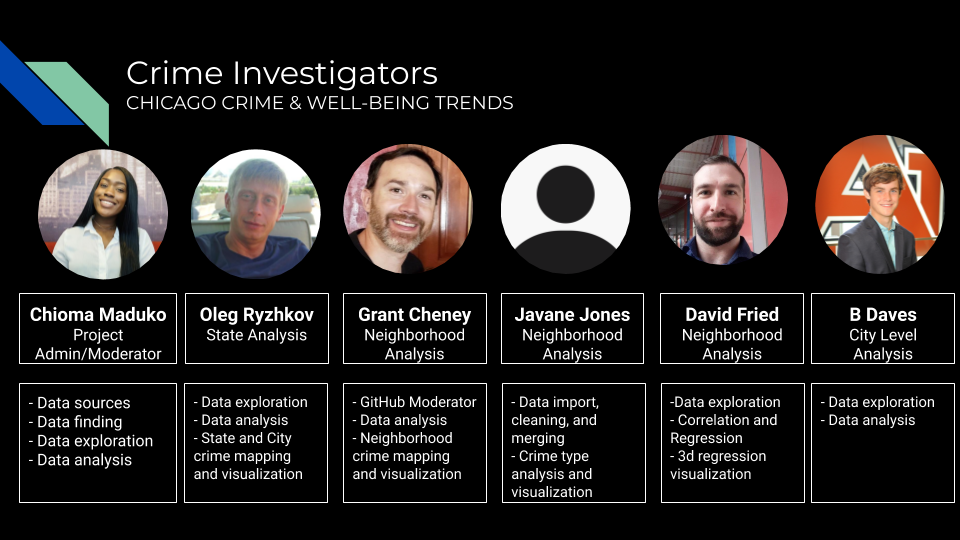 Crime Investigators
CHICAGO CRIME & WELL-BEING TRENDS
Chioma Maduko
Project
Admin/Moderator
Oleg Ryzhkov
State Analysis
Grant Cheney
Neighborhood
Analysis
Javane Jones
Neighborhood
Analysis
David Fried
Neighborhood
Analysis
B Daves
City Level
Analysis
- Data sources
- Data finding
- Data exploration
- Data analysis
- Data exploration
- Data analysis
- State and City
crime mapping
and visualization
- GitHub Moderator
- Data analysis
- Neighborhood
crime mapping
and visualization
- Data import,
cleaning, and
merging
- Crime type
analysis and
visualization
-Data exploration
- Correlation and
Regression
- 3d regression
visualization
- Data exploration
- Data analysis